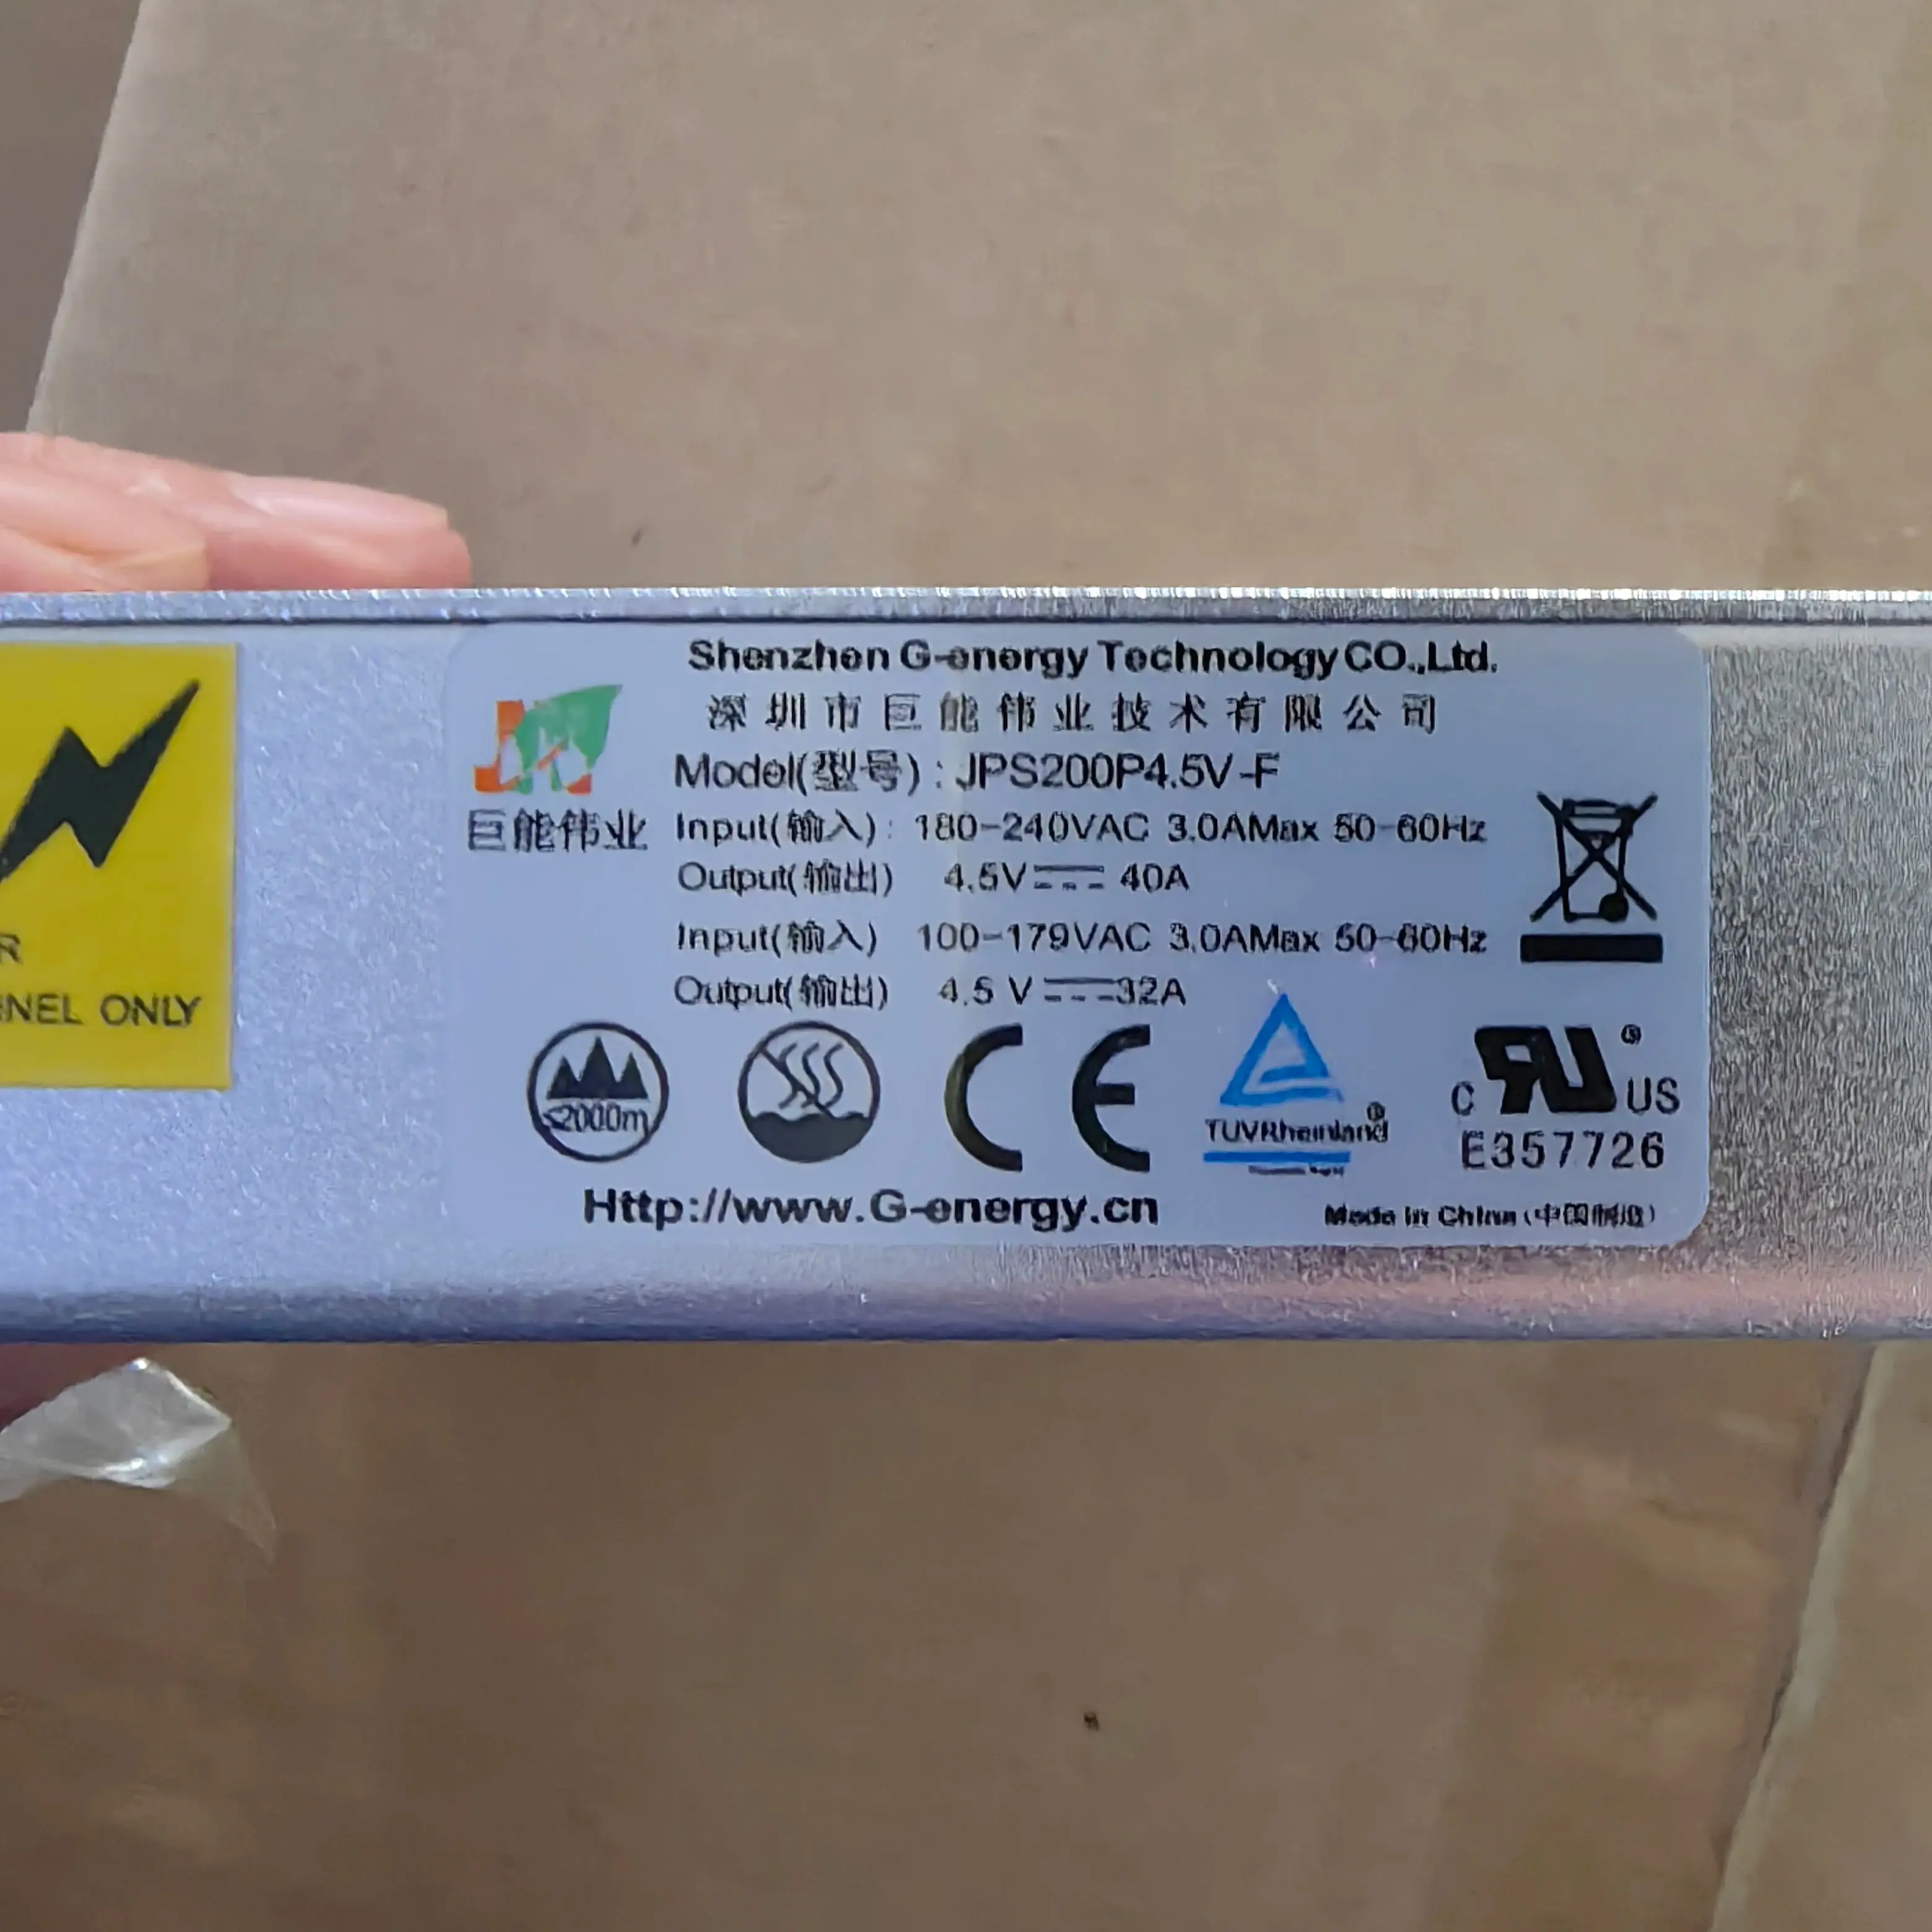 R
NNEL ONLY
Shenzhen G-energy Technology CO.,Ltd.
深圳市巨能伟业技术有限公司
巨能伟业
Model(型号) : JPS200P4.5V-F
Input(输入) : 180-240VAC 3.0AMax 50-60Hz
Output(输出) 4.5V 40A
Input(输入) 100-179VAC 3.0AMax 50-60Hz
Output(输出) 4.5 V 32A
≤2000m
CE
TUVRheinland®
c RU® US
E357726
Http://www.G-energy.cn
Made in China (中国制造)